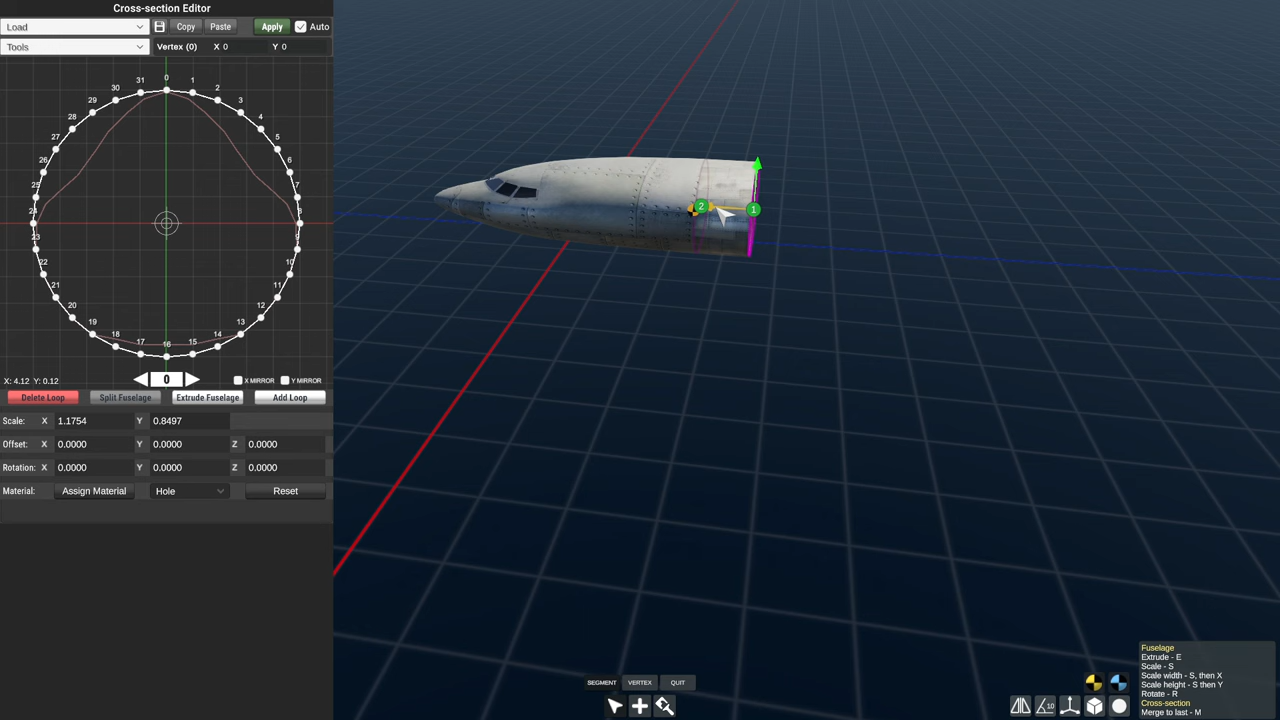 Cross-section Editor
Load Copy Paste Apply Auto
Tools Vertex (0) X 0 Y 0
0
31 1
30 2
29 3
28 4
27 5
26 6
25 7
24 8
23 9
22 10
21 11
20 12
19 13
18 14
17 15
16
X: 4.12 Y: 0.12 0 X MIRROR Y MIRROR
Delete Loop Split Fuselage Extrude Fuselage Add Loop
Scale: X 1.1754 Y 0.8497
Offset: X 0.0000 Y 0.0000 Z 0.0000
Rotation: X 0.0000 Y 0.0000 Z 0.0000
Material: Assign Material Hole Reset
2 1
SEGMENT VERTEX QUIT
10
Fuselage
Extrude - E
Scale - S
Scale width - S, then X
Scale height - S then Y
Rotate - R
Cross-section
Merge to last - M